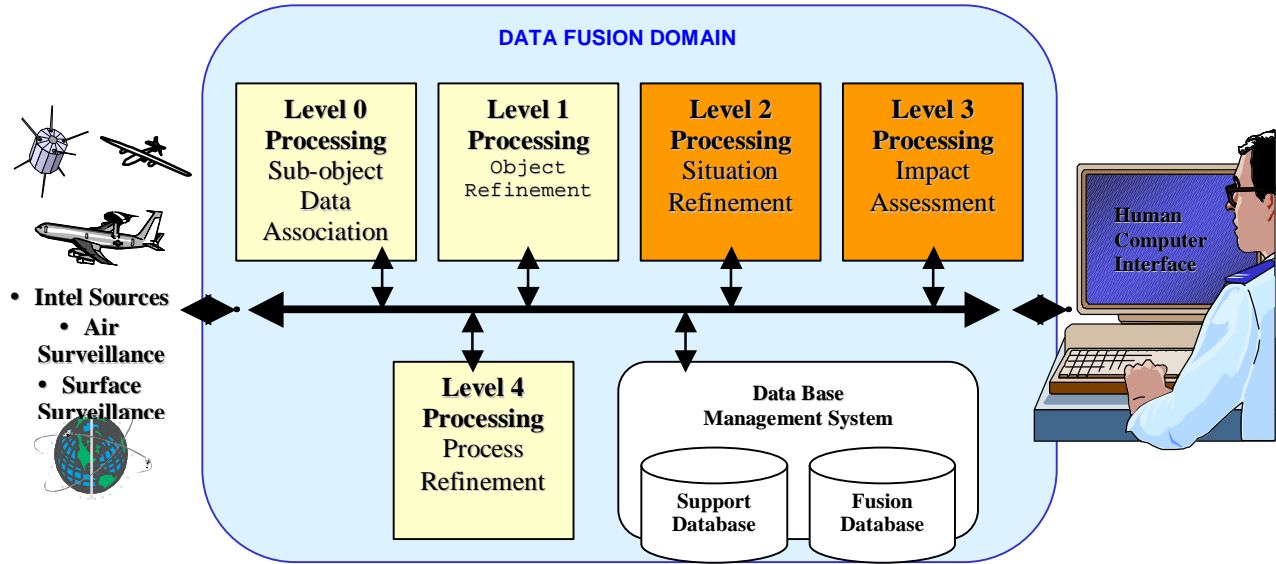 DATA FUSION DOMAIN
Level 0
Processing
Sub-object
Data
Association
Level 1
Processing
Object
Refinement
Level 2
Processing
Situation
Refinement
Level 3
Processing
Impact
Assessment
Human
Computer
Interface
• Intel Sources
• Air
Surveillance
• Surface
Surveillance
Level 4
Processing
Process
Refinement
Data Base
Management System
Support
Database
Fusion
Database